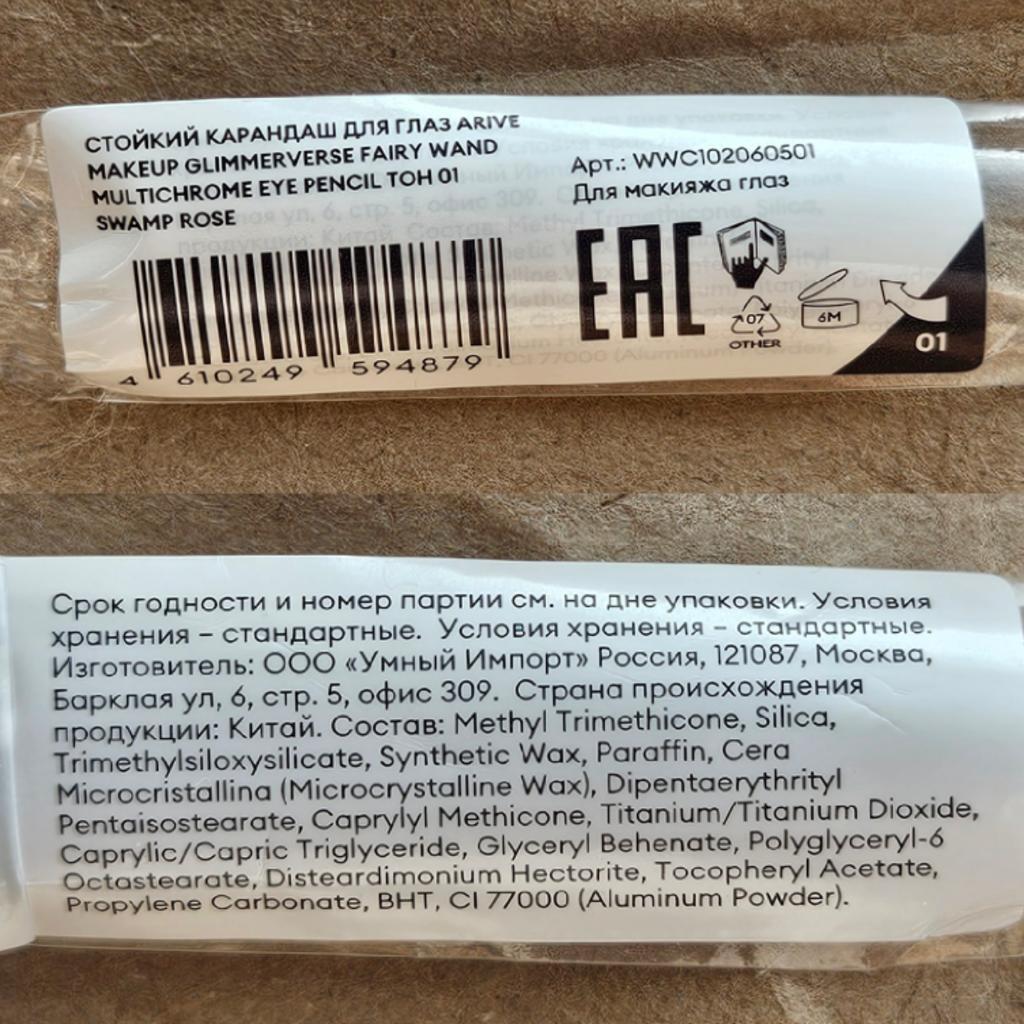 СТОЙКИЙ КАРАНДАШ ДЛЯ ГЛАЗ ARIVE
MAKEUP GLIMMERVERSE FAIRY WAND
MULTICHROME EYE PENCIL ТОН 01
SWAMP ROSE
4 610249 594879
Арт.: WWC102060501
Для макияжа глаз
EAC
07
OTHER
6M
01
Срок годности и номер партии см. на дне упаковки. Условия
хранения – стандартные. Условия хранения – стандартные.
Изготовитель: ООО «Умный Импорт» Россия, 121087, Москва,
Барклая ул, 6, стр. 5, офис 309. Страна происхождения
продукции: Китай. Состав: Methyl Trimethicone, Silica,
Trimethylsiloxysilicate, Synthetic Wax, Paraffin, Cera
Microcristallina (Microcrystalline Wax), Dipentaerythrityl
Pentaisostearate, Caprylyl Methicone, Titanium/Titanium Dioxide,
Caprylic/Capric Triglyceride, Glyceryl Behenate, Polyglyceryl-6
Octastearate, Disteardimonium Hectorite, Tocopheryl Acetate,
Propylene Carbonate, BHT, CI 77000 (Aluminum Powder).